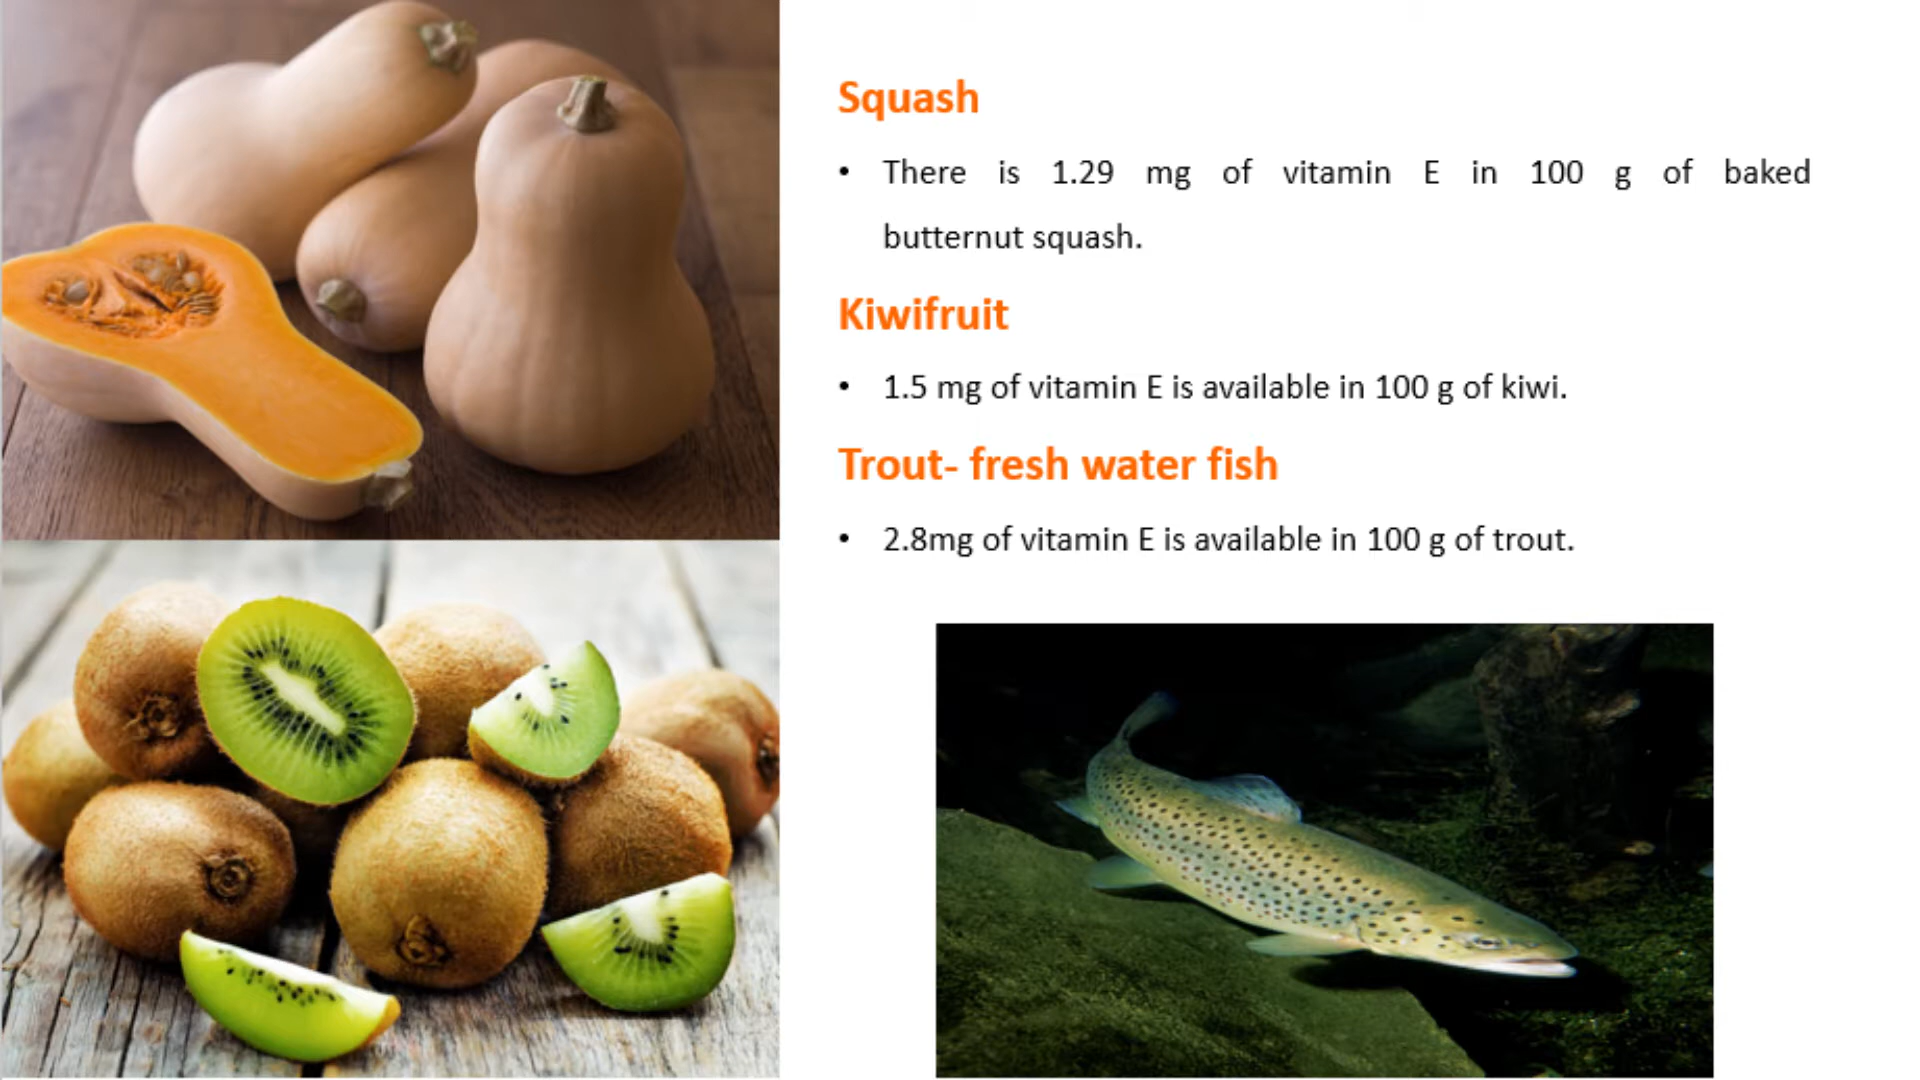 Squash
• There is 1.29 mg of vitamin E in 100 g of baked
butternut squash.
Kiwifruit
• 1.5 mg of vitamin E is available in 100 g of kiwi.
Trout- fresh water fish
• 2.8mg of vitamin E is available in 100 g of trout.